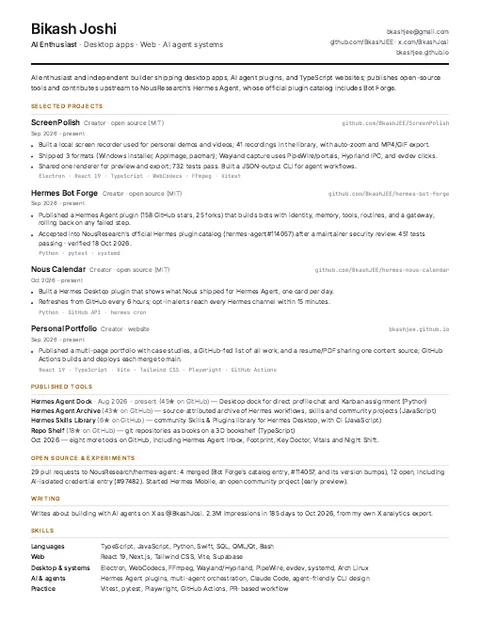 Bikash Joshi
bkashjee@gmail.com
AI Enthusiast · Desktop apps · Web · AI agent systems
github.com/BkashJEE · x.com/BkashJosi
bkashjee.github.io
AI enthusiast and independent builder shipping desktop apps, AI agent plugins, and TypeScript websites; publishes open-source
tools and contributes upstream to NousResearch's Hermes Agent, whose official plugin catalog includes Bot Forge.
SELECTED PROJECTS
ScreenPolish Creator · open source (MIT)
github.com/BkashJEE/ScreenPolish
Sep 2026 – present
• Built a local screen recorder used for personal demos and videos; 41 recordings in the library, with auto-zoom and MP4/GIF export.
• Shipped 3 formats (Windows installer, AppImage, pacman); Wayland capture uses PipeWire/portals, Hyprland IPC, and evdev clicks.
• Shared one renderer for preview and export; 732 tests pass. Built a JSON-output CLI for agent workflows.
Electron · React 19 · TypeScript · WebCodecs · FFmpeg · Vitest
Hermes Bot Forge Creator · open source (MIT)
github.com/BkashJEE/hermes-bot-forge
Sep 2026 – present
• Published a Hermes Agent plugin (158 GitHub stars, 25 forks) that builds bots with identity, memory, tools, routines, and a gateway,
rolling back on any failed step.
• Accepted into NousResearch's official Hermes plugin catalog (hermes-agent#114057) after a maintainer security review. 451 tests
passing · verified 18 Oct 2026.
Python · pytest · systemd
Nous Calendar Creator · open source (MIT)
github.com/BkashJEE/hermes-nous-calendar
Oct 2026 – present
• Built a Hermes Desktop plugin that shows what Nous shipped for Hermes Agent, one card per day.
• Refreshes from GitHub every 6 hours; opt-in alerts reach every Hermes channel within 15 minutes.
Python · GitHub API · hermes cron
Personal Portfolio Creator · website
bkashjee.github.io
Sep 2026 – present
• Published a multi-page portfolio with case studies, a GitHub-fed list of all work, and a resume/PDF sharing one content source; GitHub
Actions builds and deploys each merge to main.
React 19 · TypeScript · Vite · Tailwind CSS · Playwright · GitHub Actions
PUBLISHED TOOLS
Hermes Agent Dock · Aug 2026 – present (45★ on GitHub) — Desktop dock for direct profile chat and Kanban assignment (Python)
Hermes Agent Archive (43★ on GitHub) — source-attributed archive of Hermes workflows, skills and community projects (JavaScript)
Hermes Skills Library (6★ on GitHub) — community Skills & Plugins library for Hermes Desktop, with CI (JavaScript)
Repo Shelf (18★ on GitHub) — git repositories as books on a 3D bookshelf (TypeScript)
Oct 2026 — eight more tools on GitHub, including Hermes Agent Inbox, Footprint, Key Doctor, Vitals and Night Shift.
OPEN SOURCE & EXPERIMENTS
29 pull requests to NousResearch/hermes-agent: 4 merged (Bot Forge's catalog entry, #114057, and its version bumps), 12 open, including
AI-isolated credential entry (#97482). Started Hermes Mobile, an open community project (early preview).
WRITING
Writes about building with AI agents on X as @BkashJosi. 2.3M impressions in 185 days to Oct 2026, from my own X analytics export.
SKILLS
Languages TypeScript, JavaScript, Python, Swift, SQL, QML/Qt, Bash
Web React 19, Next.js, Tailwind CSS, Vite, Supabase
Desktop & systems Electron, WebCodecs, FFmpeg, Wayland/Hyprland, PipeWire, evdev, systemd, Arch Linux
AI & agents Hermes Agent plugins, multi-agent orchestration, Claude Code, agent-friendly CLI design
Practice Vitest, pytest, Playwright, GitHub Actions, PR-based workflow